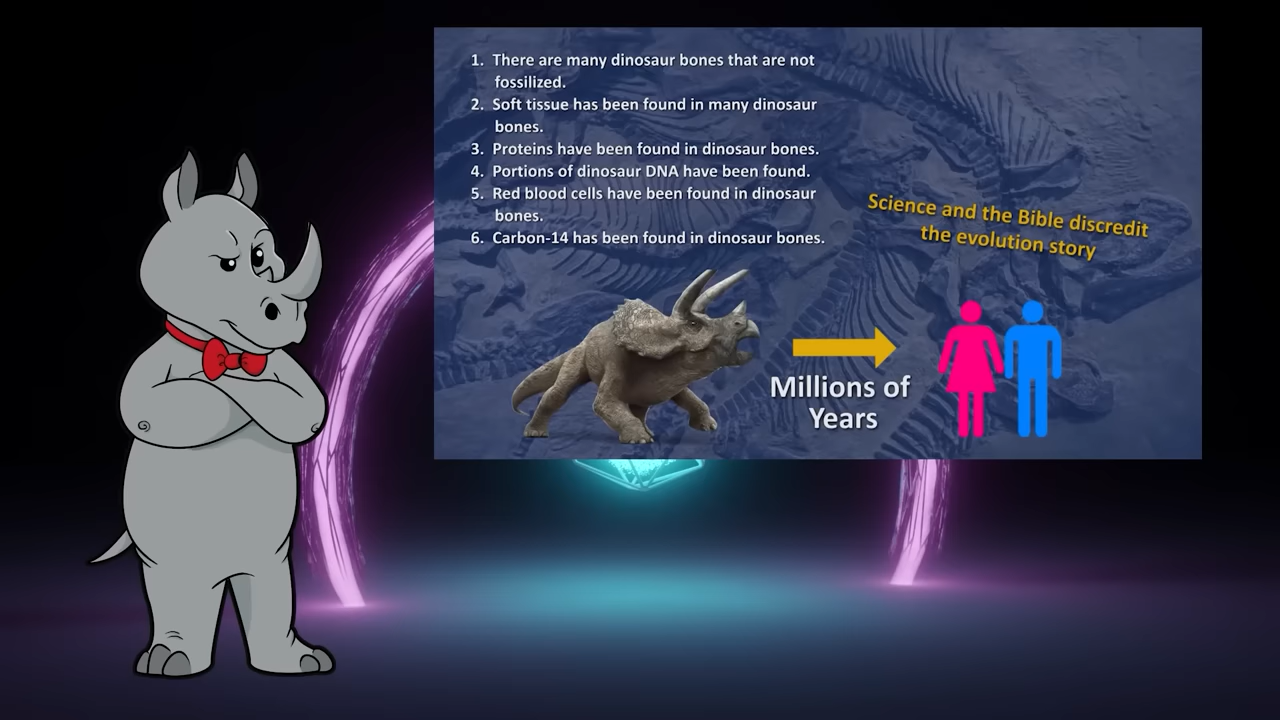 1. There are many dinosaur bones that are not
fossilized.
2. Soft tissue has been found in many dinosaur
bones.
3. Proteins have been found in dinosaur bones.
4. Portions of dinosaur DNA have been found.
5. Red blood cells have been found in dinosaur
bones.
6. Carbon-14 has been found in dinosaur bones.
Science and the Bible discredit
the evolution story
Millions of
Years